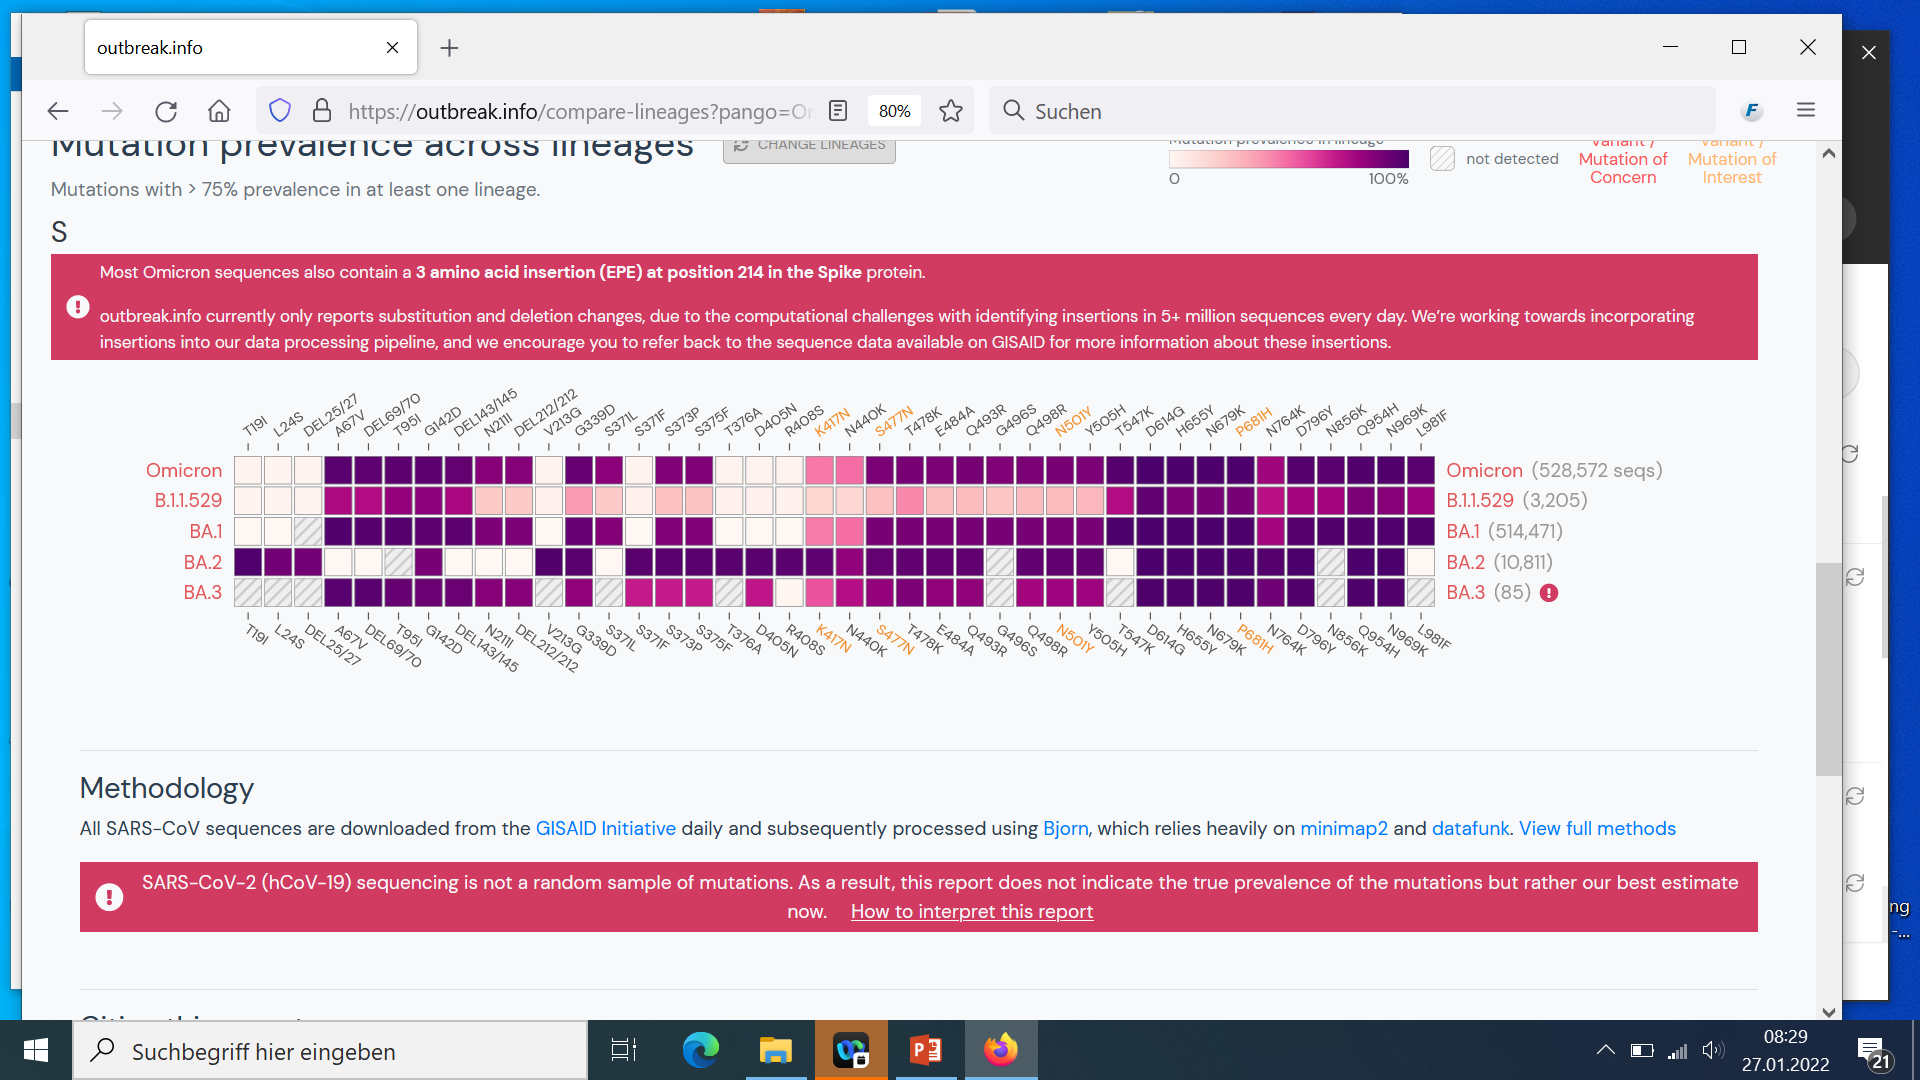 outbreak.info
https://outbreak.info/compare-lineages?pango=Or
80%
Suchen
Mutation prevalence across lineages
CHANGE LINEAGES
Mutation prevalence in lineage
0
100%
not detected
Variant /
Mutation of
Concern
Variant /
Mutation of
Interest
Mutations with > 75% prevalence in at least one lineage.
S
Most Omicron sequences also contain a 3 amino acid insertion (EPE) at position 214 in the Spike protein.
outbreak.info currently only reports substitution and deletion changes, due to the computational challenges with identifying insertions in 5+ million sequences every day. We're working towards incorporating
insertions into our data processing pipeline, and we encourage you to refer back to the sequence data available on GISAID for more information about these insertions.
T19I L24S DEL25/27 A67V DEL69/70 T95I G142D DEL143/145 N211I DEL212/212 V213G G339D S371L S371F S373P S375F T376A D405N R408S K417N N440K S477N T478K E484A Q493R G496S Q498R N501Y Y505H T547K D614G H655Y N679K P681H N764K D796Y N856K Q954H N969K L981F
Omicron Omicron (528,572 seqs)
B.1.1.529 B.1.1.529 (3,205)
BA.1 BA.1 (514,471)
BA.2 BA.2 (10,811)
BA.3 BA.3 (85)
T19I L24S DEL25/27 A67V DEL69/70 T95I G142D DEL143/145 N211I DEL212/212 V213G G339D S371L S371F S373P S375F T376A D405N R408S K417N N440K S477N T478K E484A Q493R G496S Q498R N501Y Y505H T547K D614G H655Y N679K P681H N764K D796Y N856K Q954H N969K L981F
Methodology
All SARS-CoV sequences are downloaded from the GISAID Initiative daily and subsequently processed using Bjorn, which relies heavily on minimap2 and datafunk. View full methods
SARS-CoV-2 (hCoV-19) sequencing is not a random sample of mutations. As a result, this report does not indicate the true prevalence of the mutations but rather our best estimate
now. How to interpret this report
ng
-...
Suchbegriff hier eingeben
08:29
27.01.2022
21